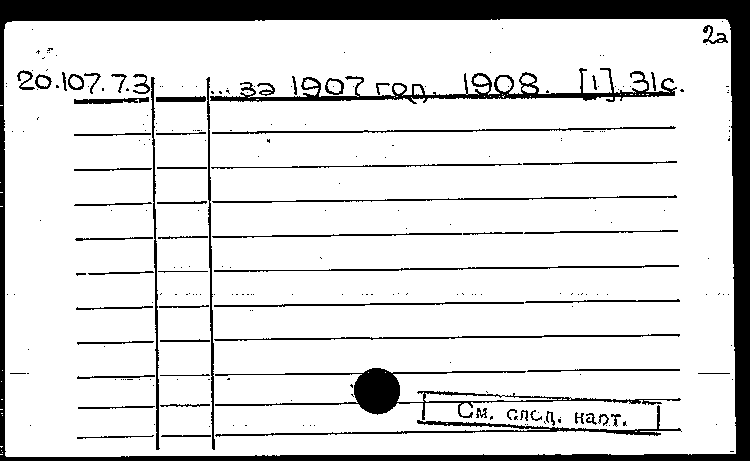 2а
20.107.7.3 ... за 1907 год. 1908. [1], 31с.
См. след. карт.